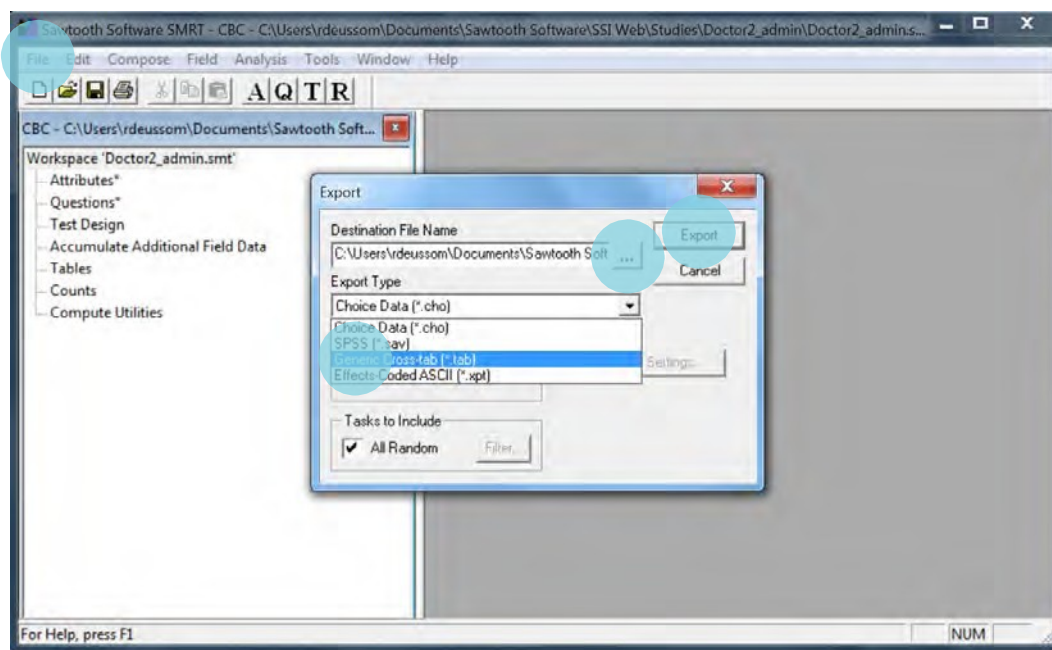 Sawtooth Software SMRT - CBC - C:\Users\rdeussom\Documents\Sawtooth Software\SSI Web\Studies\Doctor2_admin\Doctor2_admin.s...
File Edit Compose Field Analysis Tools Window Help
A Q T R
CBC - C:\Users\rdeussom\Documents\Sawtooth Soft...
Workspace 'Doctor2_admin.smt'
Attributes*
Questions*
Test Design
Accumulate Additional Field Data
Tables
Counts
Compute Utilities
Export
Destination File Name
C:\Users\rdeussom\Documents\Sawtooth Soft
...
Export
Cancel
Export Type
Choice Data (*.cho)
Choice Data (*.cho)
SPSS (*.sav)
Generic Cross-tab (*.tab)
Effects-Coded ASCII (*.xpt)
Settings...
Tasks to Include
All Random
Filter...
For Help, press F1
NUM